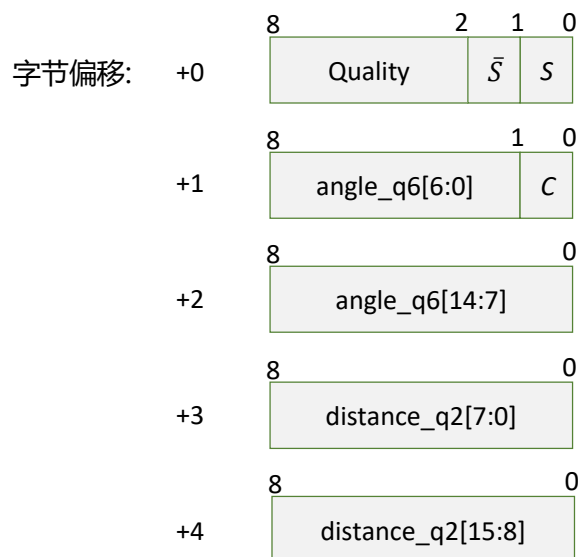 8 2 1 0
字节偏移: +0 Quality S̄ S
8 1 0
+1 angle_q6[6:0] C
8 0
+2 angle_q6[14:7]
8 0
+3 distance_q2[7:0]
8 0
+4 distance_q2[15:8]